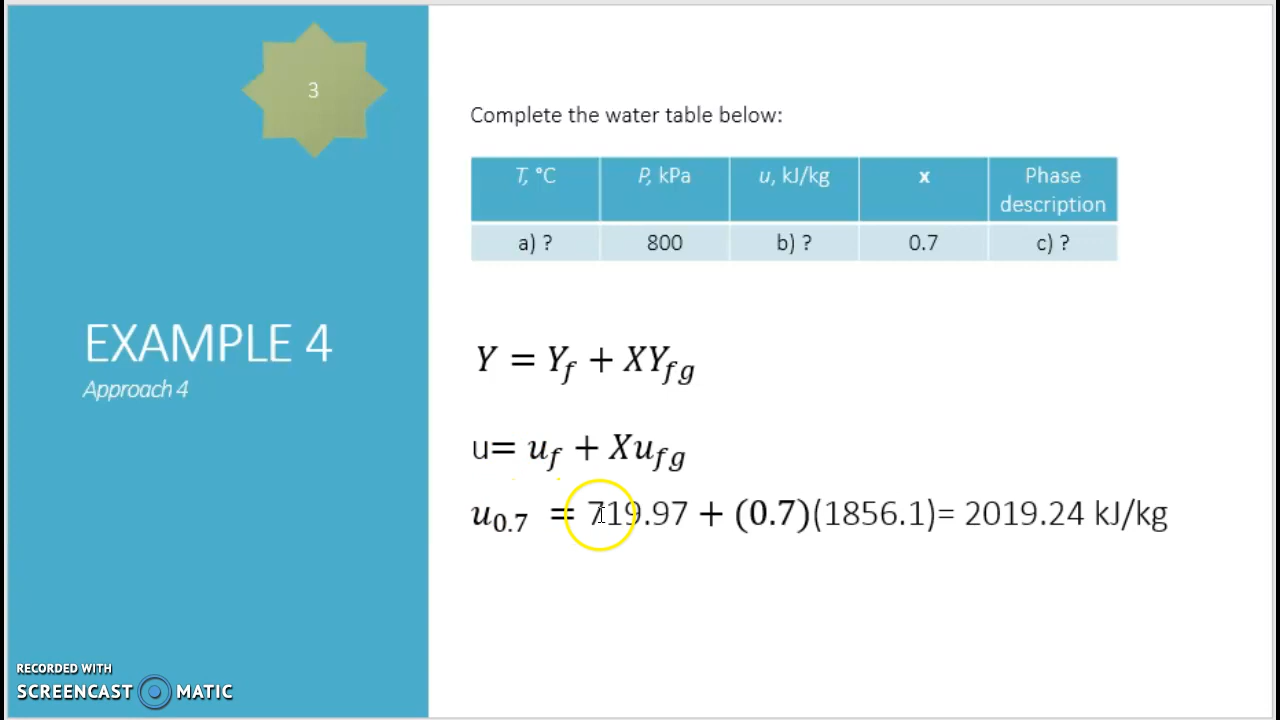 3
Complete the water table below:
T, °C P, kPa u, kJ/kg x Phase description
a) ? 800 b) ? 0.7 c) ?
EXAMPLE 4
Approach 4
Y = Y_f + XY_fg
u= u_f + Xu_fg
u_0.7 = 719.97 + (0.7)(1856.1)= 2019.24 kJ/kg
RECORDED WITH
SCREENCAST MATIC